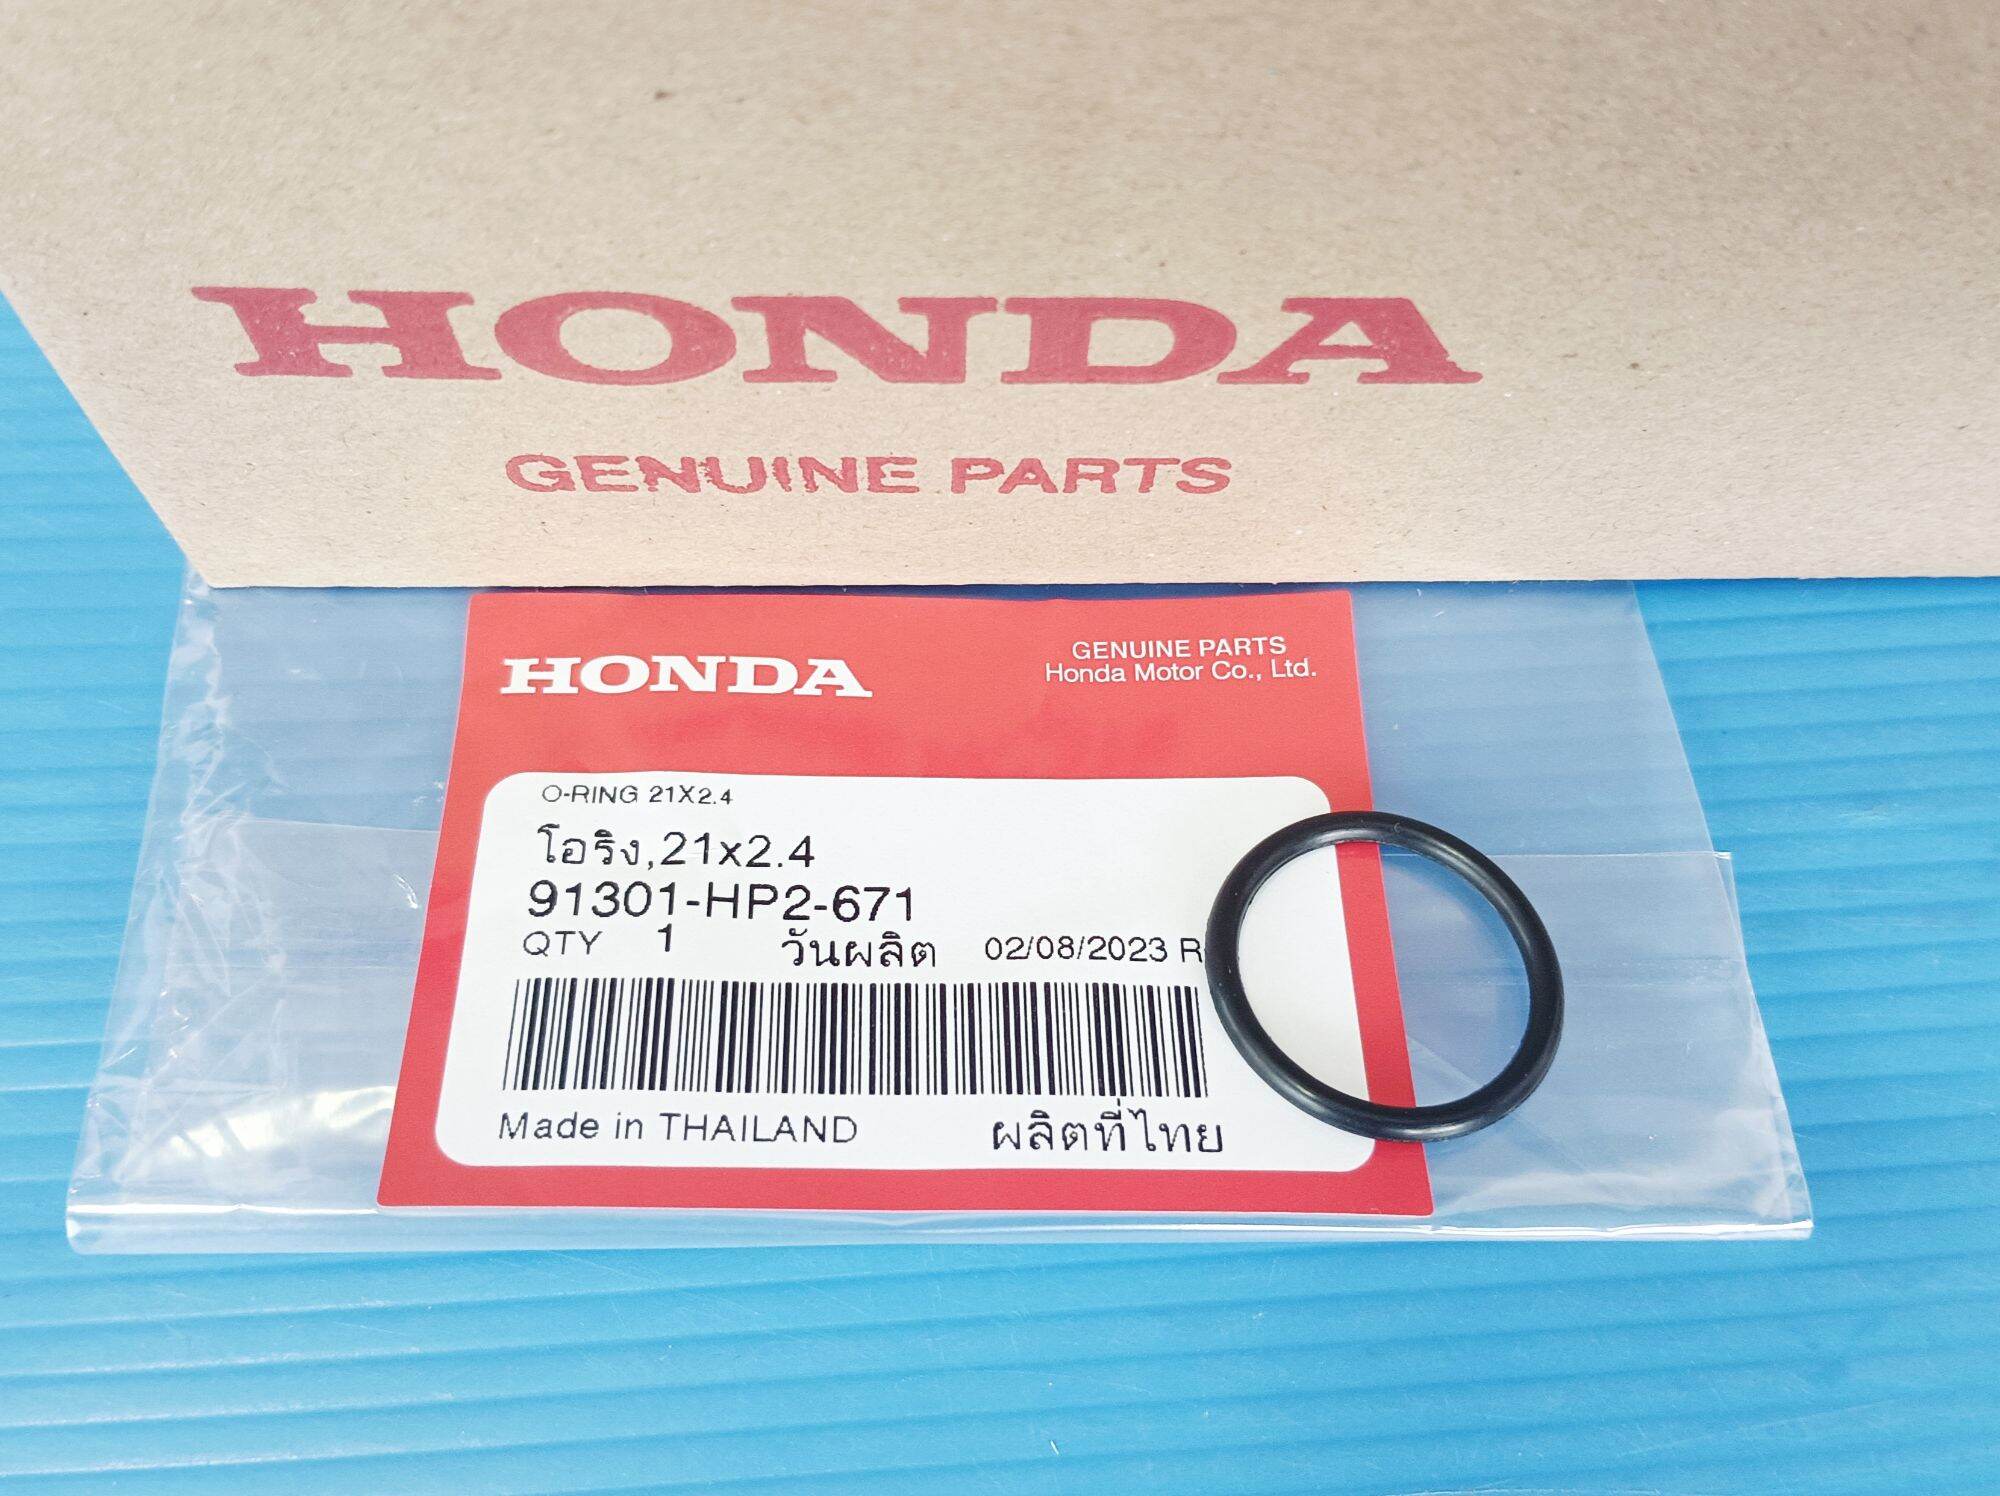 HONDA
GENUINE PARTS
HONDA
GENUINE PARTS
Honda Motor Co., Ltd.
O-RING 21X2.4
โอริง,21x2.4
91301-HP2-671
QTY 1 วันผลิต 02/08/2023
Made in THAILAND ผลิตที่ไทย